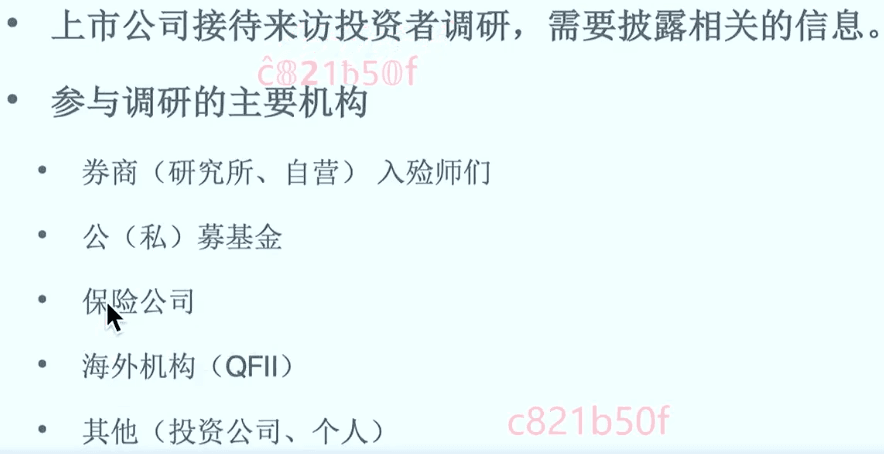 • 上市公司接待来访投资者调研，需要披露相关的信息。
ĉ821b50f
• 参与调研的主要机构
• 券商（研究所、自营） 入殓师们
• 公（私）募基金
• 保险公司
• 海外机构（QFII）
• 其他（投资公司、个人）
c821b50f